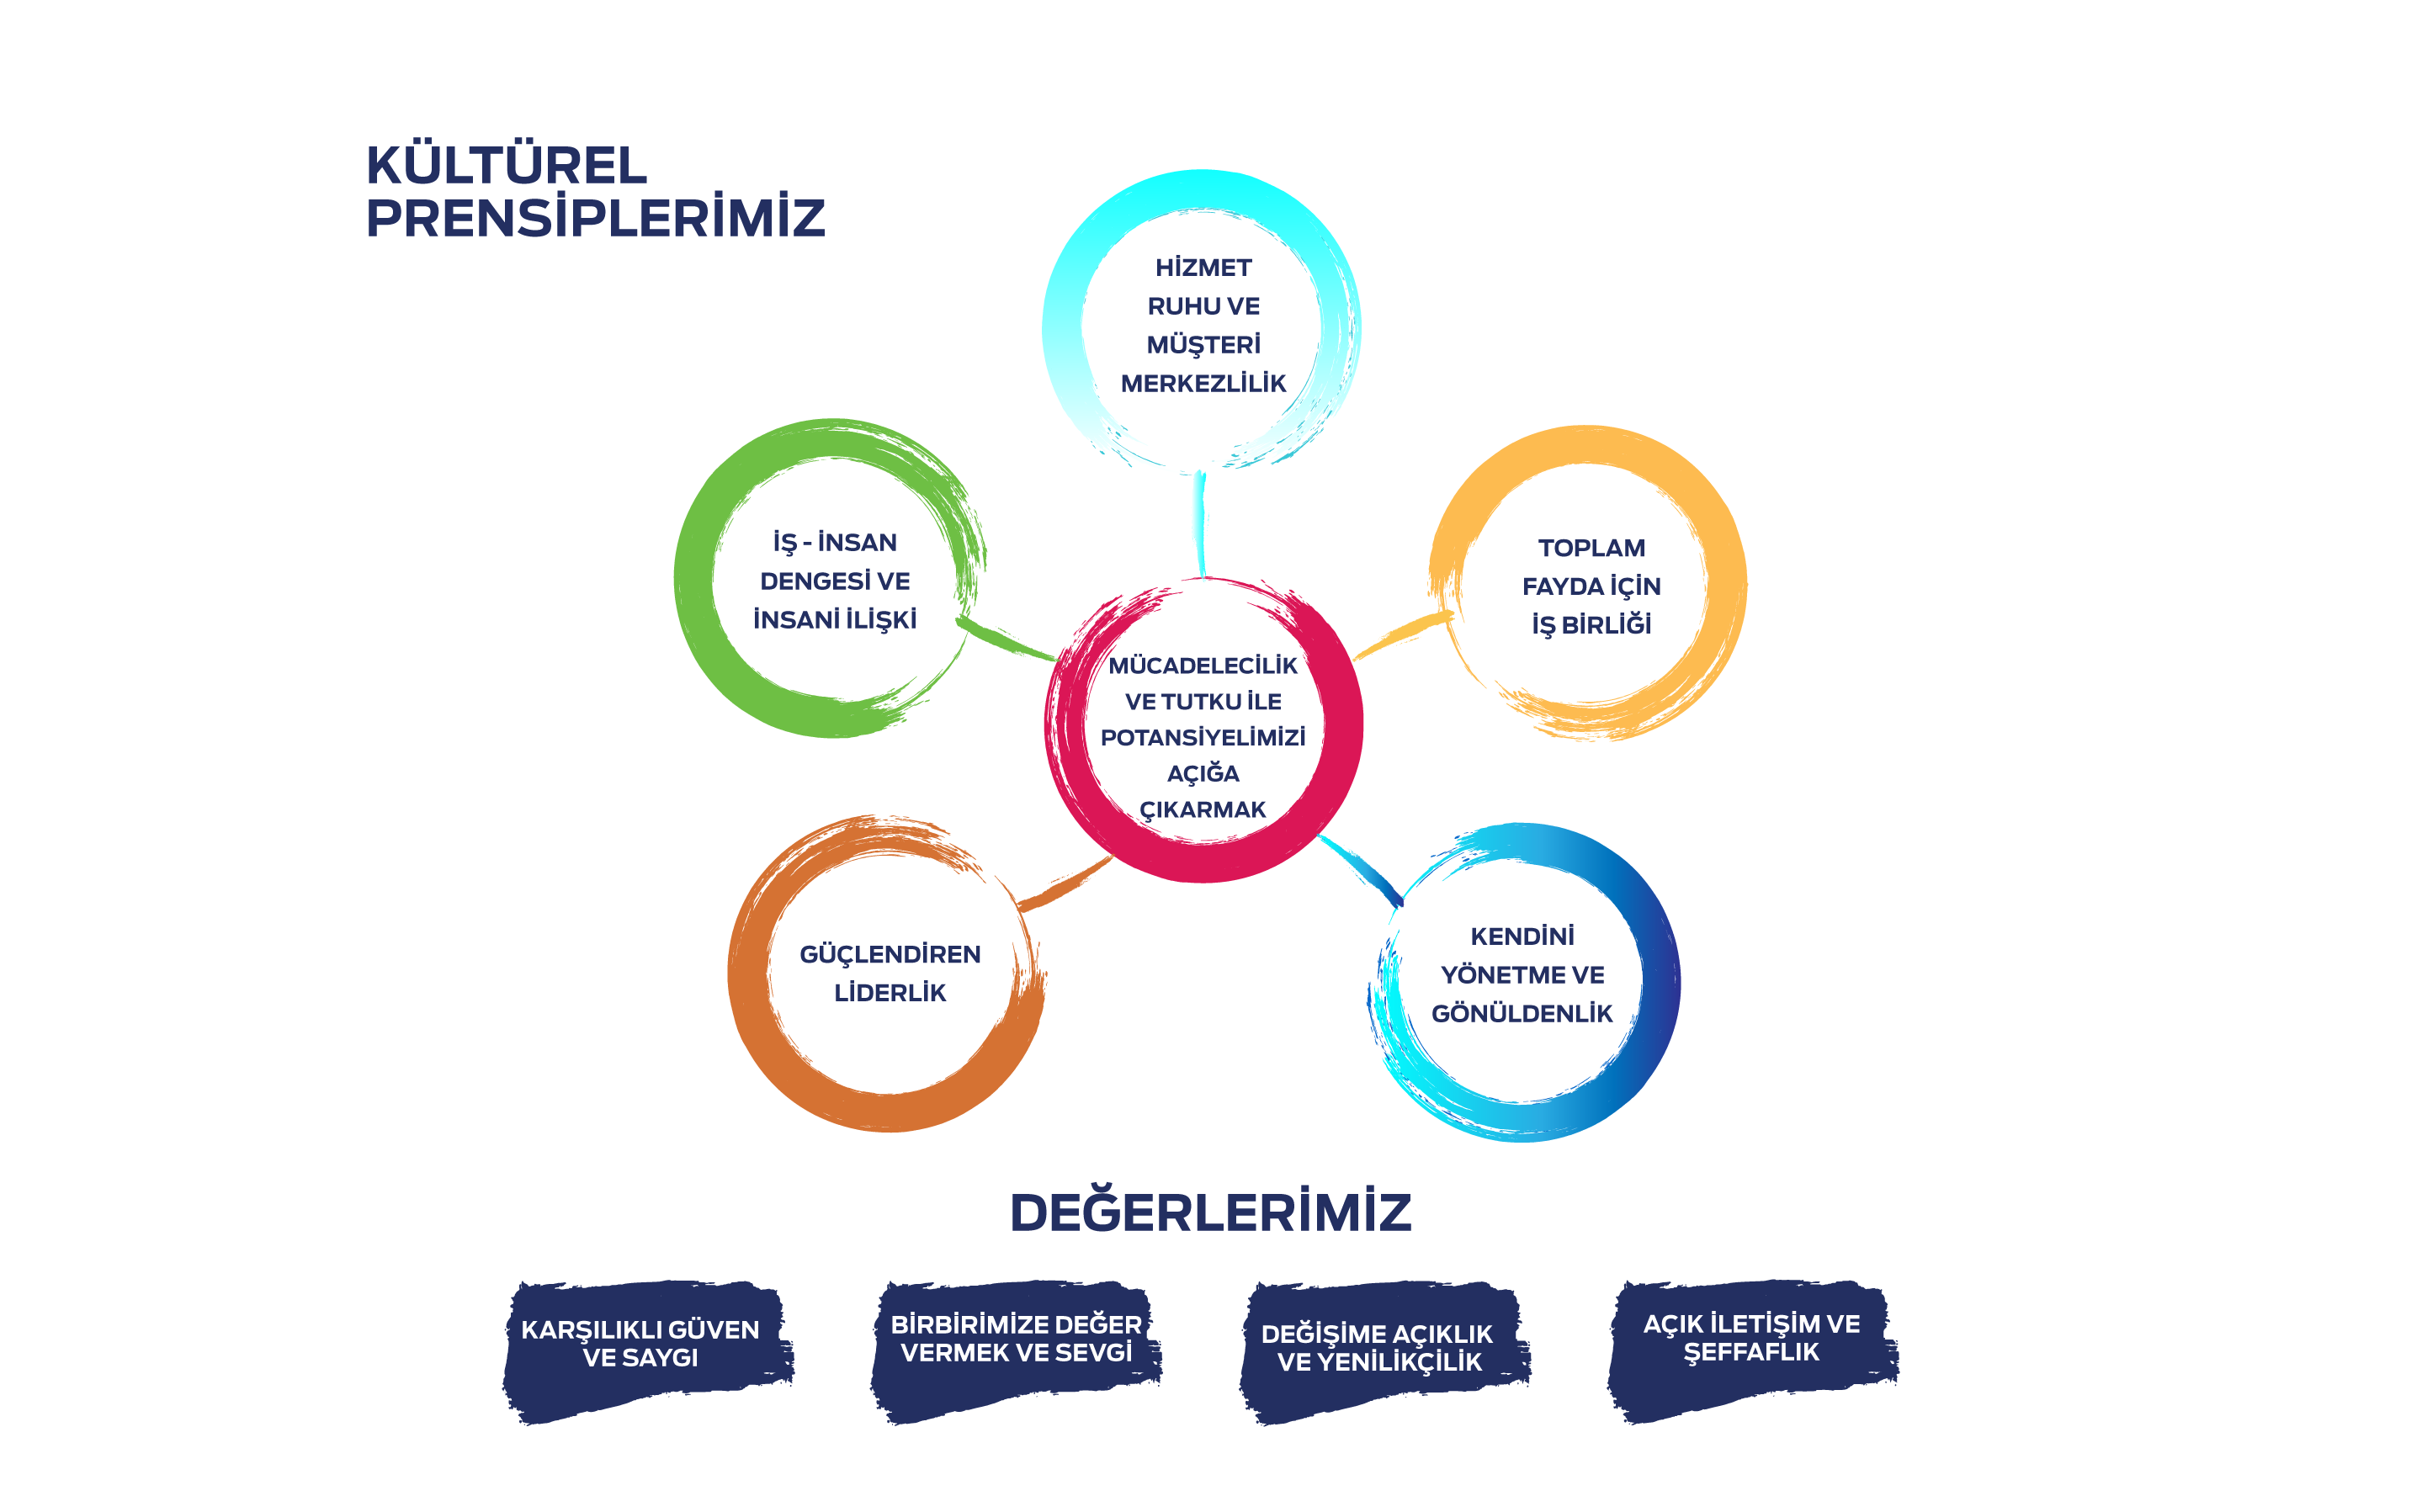 KÜLTÜREL
PRENSİPLERİMİZ
HİZMET
RUHU VE
MÜŞTERİ
MERKEZLİLİK
İŞ - İNSAN
DENGESİ VE
İNSANİ İLİŞKİ
TOPLAM
FAYDA İÇİN
İŞ BİRLİĞİ
MÜCADELECİLİK
VE TUTKU İLE
POTANSİYELİMİZİ
AÇIĞA
ÇIKARMAK
GÜÇLENDİREN
LİDERLİK
KENDİNİ
YÖNETME VE
GÖNÜLDENLİK
DEĞERLERİMİZ
KARŞILIKLI GÜVEN
VE SAYGI
BİRBİRİMİZE DEĞER
VERMEK VE SEVGİ
DEĞİŞİME AÇIKLIK
VE YENİLİKÇİLİK
AÇIK İLETİŞİM VE
ŞEFFAFLIK